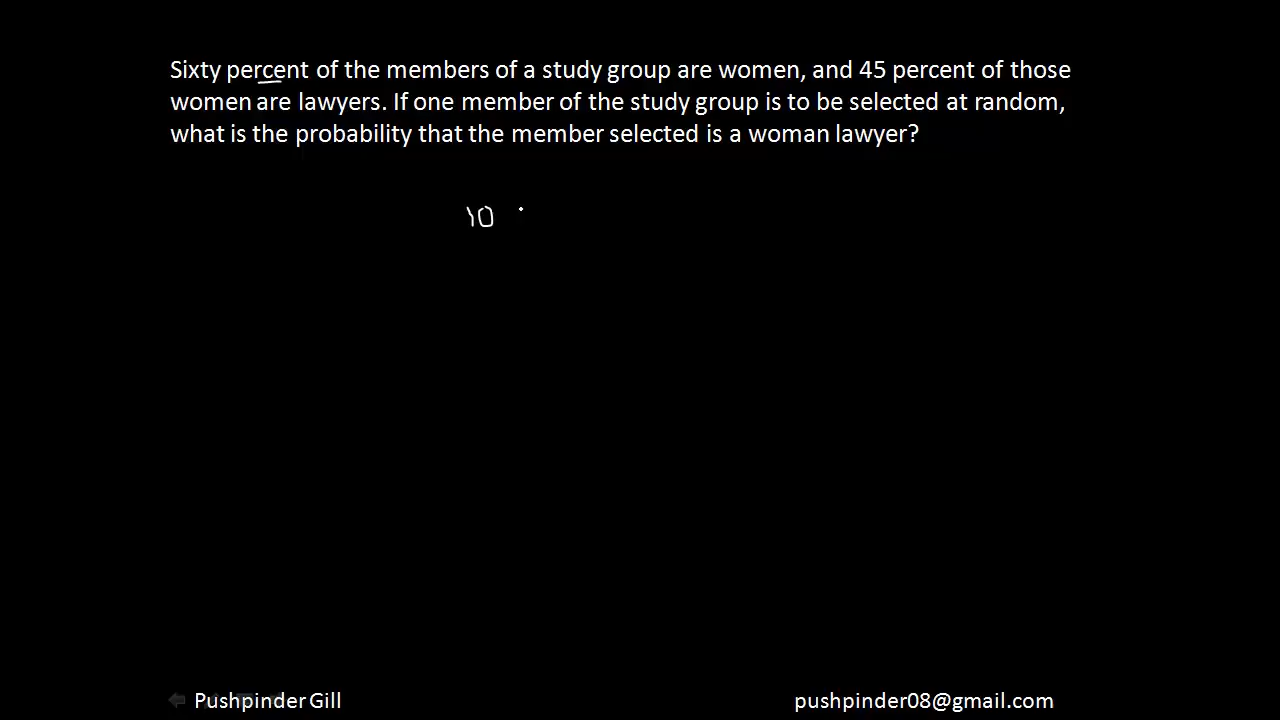 Sixty percent of the members of a study group are women, and 45 percent of those
women are lawyers. If one member of the study group is to be selected at random,
what is the probability that the member selected is a woman lawyer?
10
Pushpinder Gill
pushpinder08@gmail.com